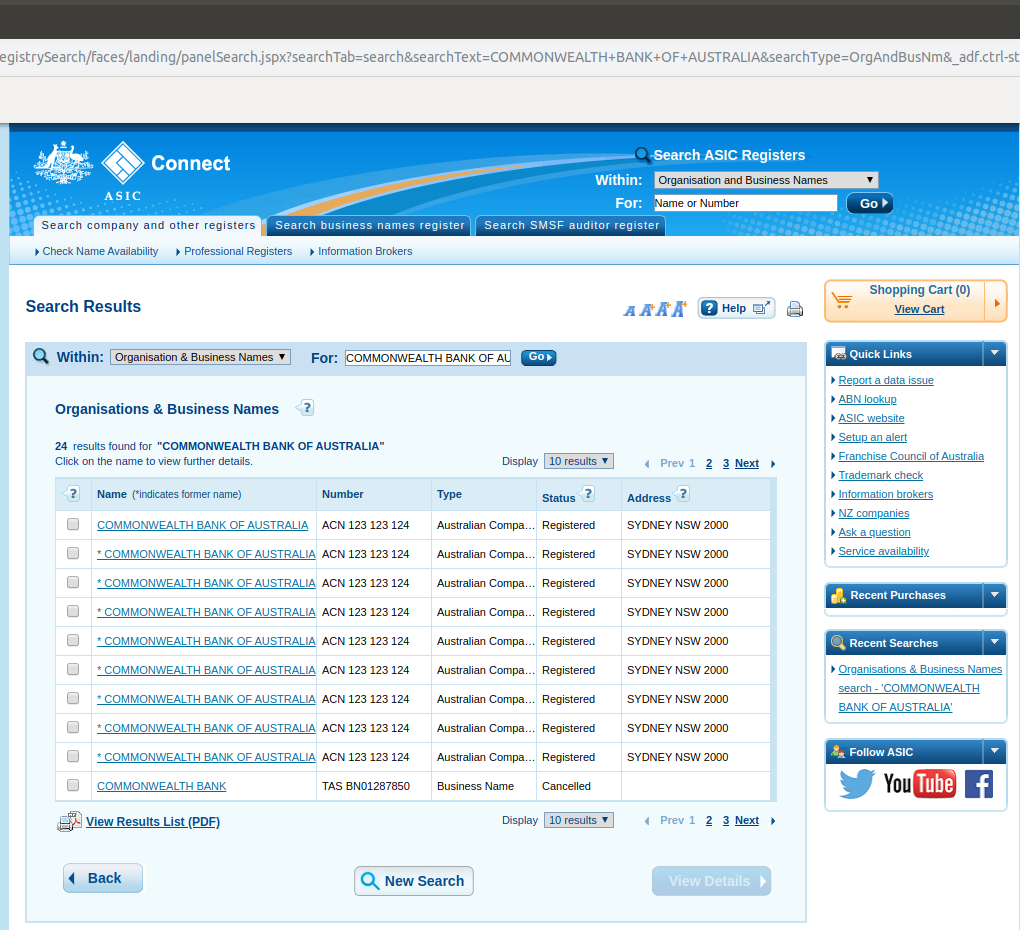 egistrySearch/faces/landing/panelSearch.jspx?searchTab=search&searchText=COMMONWEALTH+BANK+OF+AUSTRALIA&searchType=OrgAndBusNm&_adf.ctrl-st
Connect
ASIC
Search ASIC Registers
Within: Organisation and Business Names
For: Name or Number Go
Search company and other registers Search business names register Search SMSF auditor register
Check Name Availability Professional Registers Information Brokers
Search Results
A A+ A+ A+ Help
Within: Organisation & Business Names For: COMMONWEALTH BANK OF AU Go
Organisations & Business Names ?
24 results found for "COMMONWEALTH BANK OF AUSTRALIA"
Click on the name to view further details.
Display 10 results Prev 1 2 3 Next
? Name (*indicates former name) Number Type Status ? Address ?
COMMONWEALTH BANK OF AUSTRALIA ACN 123 123 124 Australian Compa... Registered SYDNEY NSW 2000
* COMMONWEALTH BANK OF AUSTRALIA ACN 123 123 124 Australian Compa... Registered SYDNEY NSW 2000
* COMMONWEALTH BANK OF AUSTRALIA ACN 123 123 124 Australian Compa... Registered SYDNEY NSW 2000
* COMMONWEALTH BANK OF AUSTRALIA ACN 123 123 124 Australian Compa... Registered SYDNEY NSW 2000
* COMMONWEALTH BANK OF AUSTRALIA ACN 123 123 124 Australian Compa... Registered SYDNEY NSW 2000
* COMMONWEALTH BANK OF AUSTRALIA ACN 123 123 124 Australian Compa... Registered SYDNEY NSW 2000
* COMMONWEALTH BANK OF AUSTRALIA ACN 123 123 124 Australian Compa... Registered SYDNEY NSW 2000
* COMMONWEALTH BANK OF AUSTRALIA ACN 123 123 124 Australian Compa... Registered SYDNEY NSW 2000
* COMMONWEALTH BANK OF AUSTRALIA ACN 123 123 124 Australian Compa... Registered SYDNEY NSW 2000
COMMONWEALTH BANK TAS BN01287850 Business Name Cancelled
View Results List (PDF)
Display 10 results Prev 1 2 3 Next
Back New Search View Details
Shopping Cart (0)
View Cart
Quick Links
Report a data issue
ABN lookup
ASIC website
Setup an alert
Franchise Council of Australia
Trademark check
Information brokers
NZ companies
Ask a question
Service availability
Recent Purchases
Recent Searches
Organisations & Business Names
search - 'COMMONWEALTH
BANK OF AUSTRALIA'
Follow ASIC
YouTube f